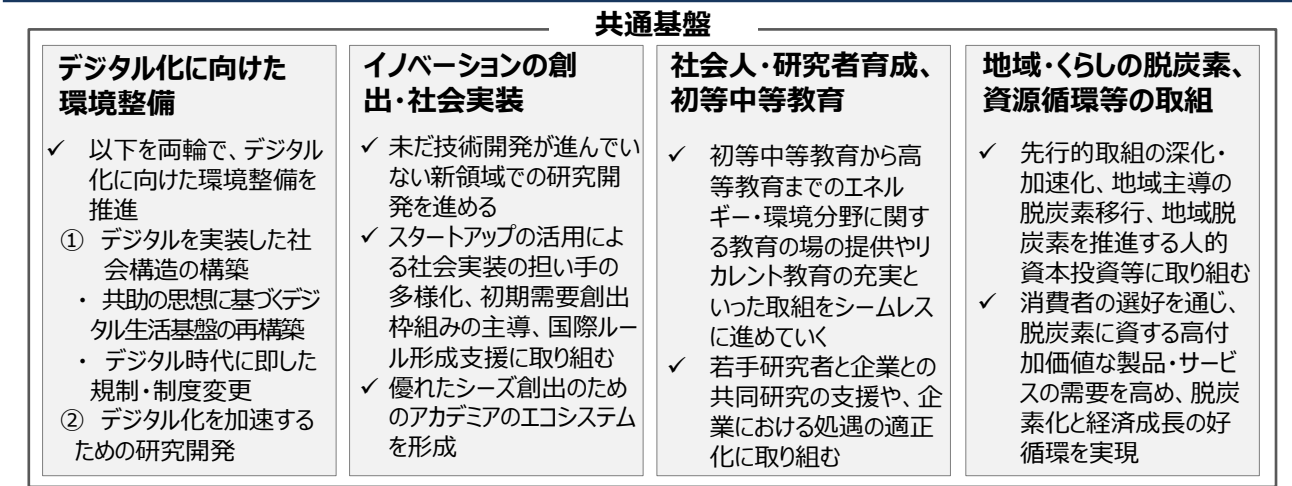 共通基盤
デジタル化に向けた
環境整備
✓ 以下を両輪で、デジタル
化に向けた環境整備を
推進
① デジタルを実装した社
会構造の構築
・ 共助の思想に基づくデジ
タル生活基盤の再構築
・ デジタル時代に即した
規制・制度変更
② デジタル化を加速する
ための研究開発
イノベーションの創
出・社会実装
✓ 未だ技術開発が進んでい
ない新領域での研究開
発を進める
✓ スタートアップの活用によ
る社会実装の担い手の
多様化、初期需要創出
枠組みの主導、国際ルー
ル形成支援に取り組む
✓ 優れたシーズ創出のため
のアカデミアのエコシステム
を形成
社会人・研究者育成、
初等中等教育
✓ 初等中等教育から高
等教育までのエネル
ギー・環境分野に関す
る教育の場の提供やリ
カレント教育の充実と
いった取組をシームレス
に進めていく
✓ 若手研究者と企業との
共同研究の支援や、企
業における処遇の適正
化に取り組む
地域・くらしの脱炭素、
資源循環等の取組
✓ 先行的取組の深化・
加速化、地域主導の
脱炭素移行、地域脱
炭素を推進する人的
資本投資等に取り組む
✓ 消費者の選好を通じ、
脱炭素に資する高付
加価値な製品・サービ
スの需要を高め、脱炭
素化と経済成長の好
循環を実現